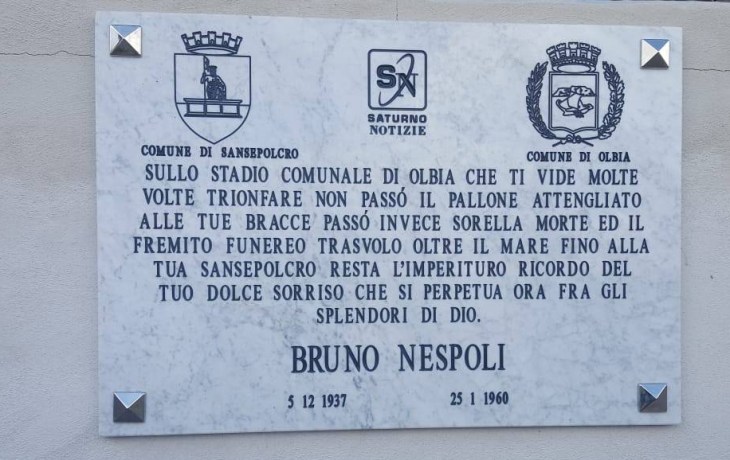 SN
SATURNO
NOTIZIE
COMUNE DI SANSEPOLCRO
COMUNE DI OLBIA
SULLO STADIO COMUNALE DI OLBIA CHE TI VIDE MOLTE
VOLTE TRIONFARE NON PASSÓ IL PALLONE ATTENGLIATO
ALLE TUE BRACCE PASSÓ INVECE SORELLA MORTE ED IL
FREMITO FUNEREO TRASVOLO OLTRE IL MARE FINO ALLA
TUA SANSEPOLCRO RESTA L'IMPERITURO RICORDO DEL
TUO DOLCE SORRISO CHE SI PERPETUA ORA FRA GLI
SPLENDORI DI DIO.
BRUNO NESPOLI
5 12 1937 25 1 1960